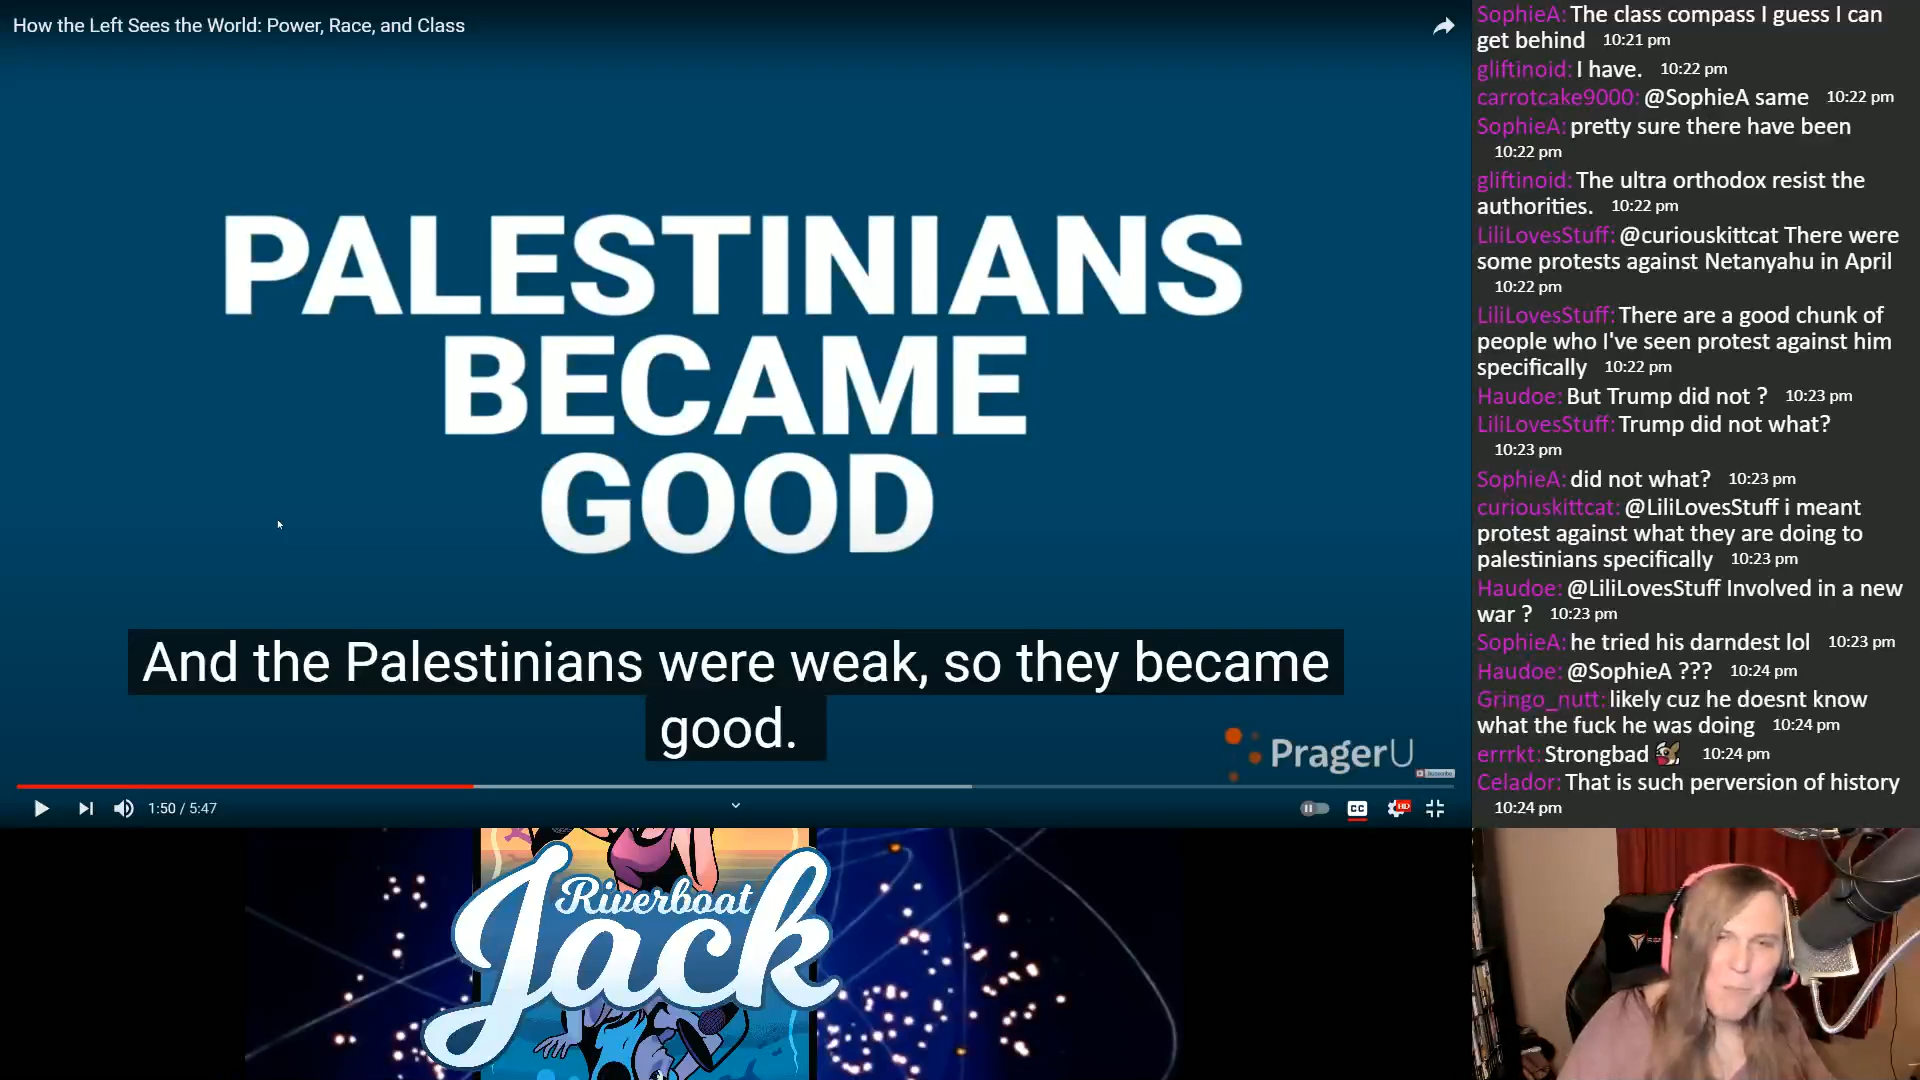 How the Left Sees the World: Power, Race, and Class
PALESTINIANS
BECAME
GOOD
And the Palestinians were weak, so they became
good.
PragerU
Subscribe
1:50 / 5:47
CC
HD
SophieA: The class compass I guess I can
get behind 10:21 pm
gliftinoid: I have. 10:22 pm
carrotcake9000: @SophieA same 10:22 pm
SophieA: pretty sure there have been
10:22 pm
gliftinoid: The ultra orthodox resist the
authorities. 10:22 pm
LiliLovesStuff: @curiouskittcat There were
some protests against Netanyahu in April
10:22 pm
LiliLovesStuff: There are a good chunk of
people who I've seen protest against him
specifically 10:22 pm
Haudoe: But Trump did not ? 10:23 pm
LiliLovesStuff: Trump did not what?
10:23 pm
SophieA: did not what? 10:23 pm
curiouskittcat: @LiliLovesStuff i meant
protest against what they are doing to
palestinians specifically 10:23 pm
Haudoe: @LiliLovesStuff Involved in a new
war ? 10:23 pm
SophieA: he tried his darndest lol 10:23 pm
Haudoe: @SophieA ??? 10:24 pm
Gringo_nutt: likely cuz he doesnt know
what the fuck he was doing 10:24 pm
errrkt: Strongbad 10:24 pm
Celador: That is such perversion of history
10:24 pm
Riverboat
Jack